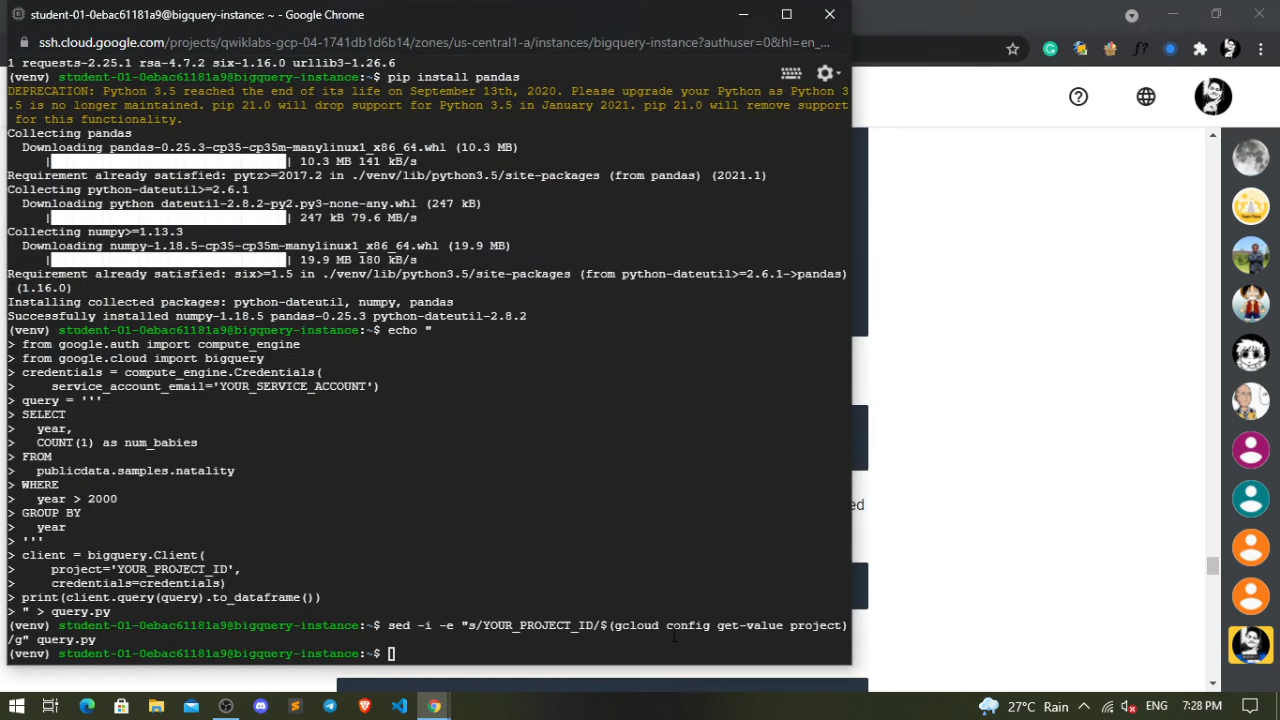 student-01-0ebac61181a9@bigquery-instance: ~ - Google Chrome
ssh.cloud.google.com/projects/qwiklabs-gcp-04-1741db1d6b14/zones/us-central1-a/instances/bigquery-instance?authuser=0&hl=en_...
1 requests-2.25.1 rsa-4.7.2 six-1.16.0 urllib3-1.26.6
(venv) student-01-0ebac61181a9@bigquery-instance:~$ pip install pandas
DEPRECATION: Python 3.5 reached the end of its life on September 13th, 2020. Please upgrade your Python as Python 3
.5 is no longer maintained. pip 21.0 will drop support for Python 3.5 in January 2021. pip 21.0 will remove support
for this functionality.
Collecting pandas
Downloading pandas-0.25.3-cp35-cp35m-manylinux1_x86_64.whl (10.3 MB)
| | 10.3 MB 141 kB/s
Requirement already satisfied: pytz>=2017.2 in ./venv/lib/python3.5/site-packages (from pandas) (2021.1)
Collecting python-dateutil>=2.6.1
Downloading python_dateutil-2.8.2-py2.py3-none-any.whl (247 kB)
| | 247 kB 79.6 MB/s
Collecting numpy>=1.13.3
Downloading numpy-1.18.5-cp35-cp35m-manylinux1_x86_64.whl (19.9 MB)
| | 19.9 MB 180 kB/s
Requirement already satisfied: six>=1.5 in ./venv/lib/python3.5/site-packages (from python-dateutil>=2.6.1->pandas)
(1.16.0)
Installing collected packages: python-dateutil, numpy, pandas
Successfully installed numpy-1.18.5 pandas-0.25.3 python-dateutil-2.8.2
(venv) student-01-0ebac61181a9@bigquery-instance:~$ echo "
> from google.auth import compute_engine
> from google.cloud import bigquery
> credentials = compute_engine.Credentials(
>     service_account_email='YOUR_SERVICE_ACCOUNT')
> query = '''
> SELECT
>   year,
>   COUNT(1) as num_babies
> FROM
>   publicdata.samples.natality
> WHERE
>   year > 2000
> GROUP BY
>   year
> '''
> client = bigquery.Client(
>     project='YOUR_PROJECT_ID',
>     credentials=credentials)
> print(client.query(query).to_dataframe())
> " > query.py
(venv) student-01-0ebac61181a9@bigquery-instance:~$ sed -i -e "s/YOUR_PROJECT_ID/$(gcloud config get-value project)
/g" query.py
(venv) student-01-0ebac61181a9@bigquery-instance:~$
ed
27°C Rain
ENG
7:28 PM